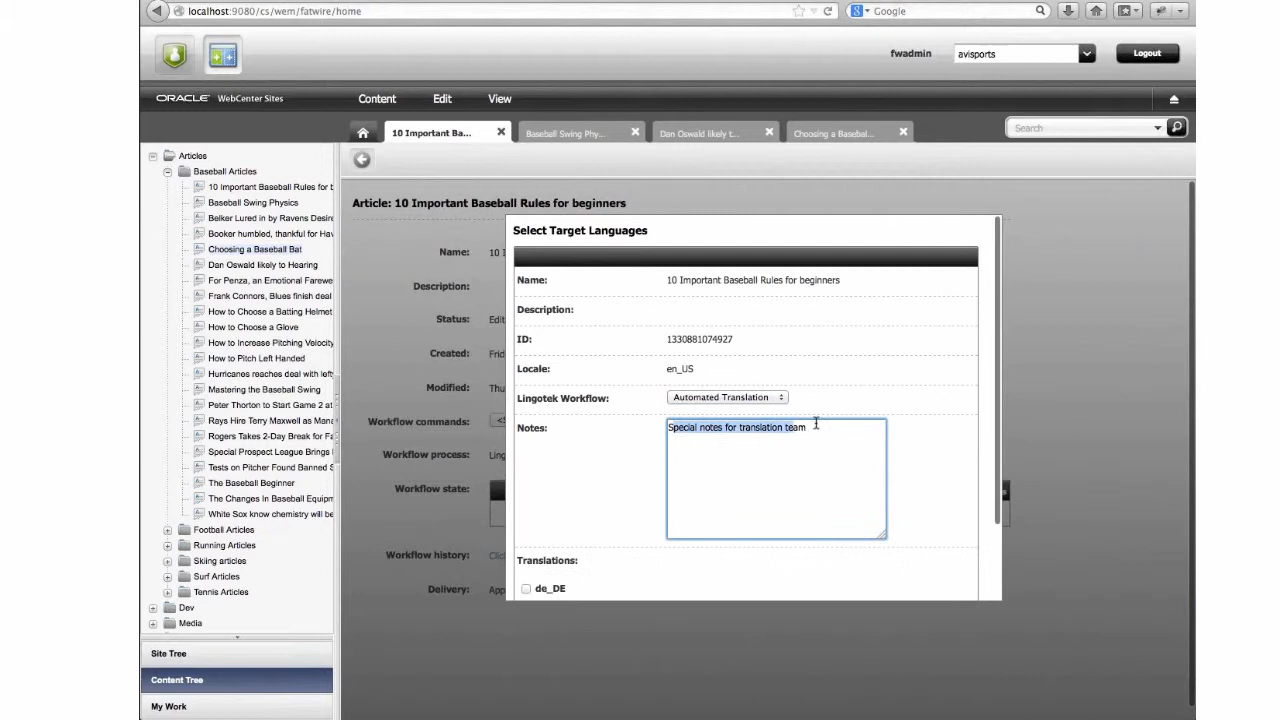 localhost:9080/cs/wem/fatwire/home
Google
fwadmin
avisports
Logout
ORACLE WebCenter Sites
Content
Edit
View
10 Important Ba...
Baseball Swing Phy...
Dan Oswald likely t...
Choosing a Basebal...
Search
Articles
Baseball Articles
10 Important Baseball Rules for b
Baseball Swing Physics
Belker Lured in by Ravens Desire
Booker humbled, thankful for Hav
Choosing a Baseball Bat
Dan Oswald likely to Hearing
For Penza, an Emotional Farewe
Frank Connors, Blues finish deal
How to Choose a Batting Helmet
How to Choose a Glove
How to Increase Pitching Velocity
How to Pitch Left Handed
Hurricanes reaches deal with left
Mastering the Baseball Swing
Peter Thorton to Start Game 2 at
Rays Hire Terry Maxwell as Mana
Rogers Takes 2-Day Break for Fa
Special Prospect League Brings
Tests on Pitcher Found Banned S
The Baseball Beginner
The Changes In Baseball Equipm
White Sox know chemistry will be
Football Articles
Running Articles
Skiing articles
Surf Articles
Tennis Articles
Dev
Media
Site Tree
Content Tree
My Work
Article: 10 Important Baseball Rules for beginners
Name: 10 I
Description:
Status: Edit
Created: Frid
Modified: Thu
Workflow commands:
Workflow process: Ling
Workflow state:
Workflow history: Clic
Delivery: App
Select Target Languages
Name: 10 Important Baseball Rules for beginners
Description:
ID: 1330881074927
Locale: en_US
Lingotek Workflow: Automated Translation
Notes: Special notes for translation team
Translations:
de_DE